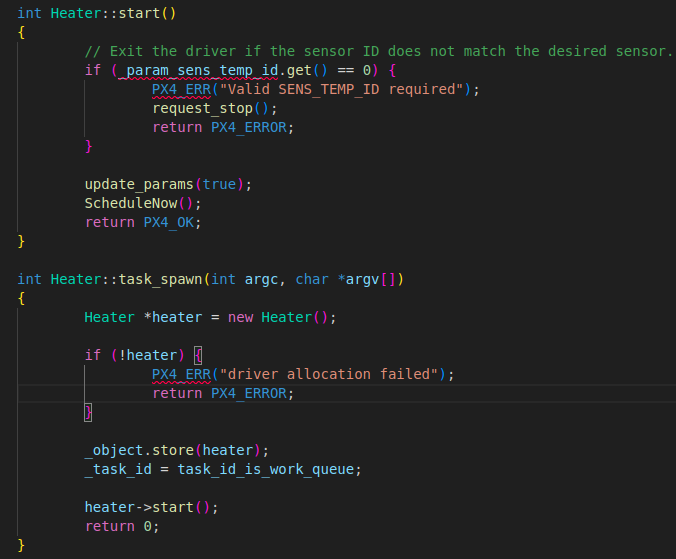 int Heater::start()
{
        // Exit the driver if the sensor ID does not match the desired sensor.
        if (_param_sens_temp_id.get() == 0) {
                PX4_ERR("Valid SENS_TEMP_ID required");
                request_stop();
                return PX4_ERROR;
        }

        update_params(true);
        ScheduleNow();
        return PX4_OK;
}

int Heater::task_spawn(int argc, char *argv[])
{
        Heater *heater = new Heater();

        if (!heater) {
                PX4_ERR("driver allocation failed");
                return PX4_ERROR;
        }

        _object.store(heater);
        _task_id = task_id_is_work_queue;

        heater->start();
        return 0;
}